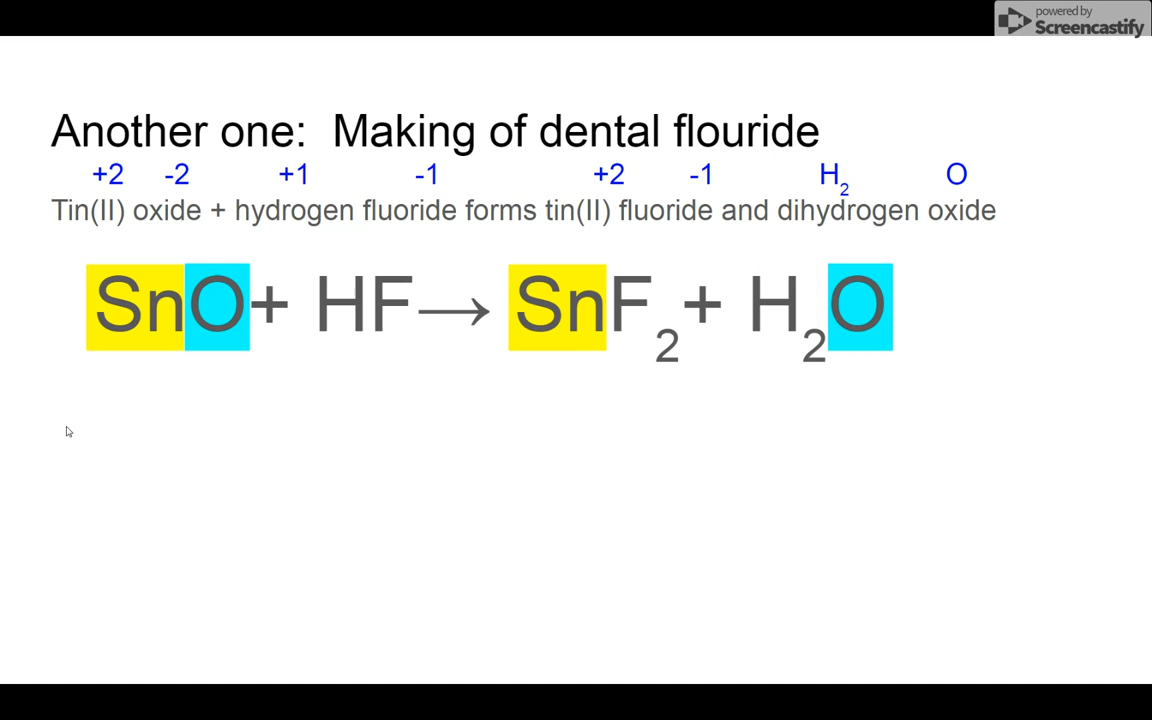 powered by
Screencastify
Another one: Making of dental flouride
+2 -2 +1 -1 +2 -1 H₂ O
Tin(II) oxide + hydrogen fluoride forms tin(II) fluoride and dihydrogen oxide
SnO+ HF→ SnF₂+ H₂O